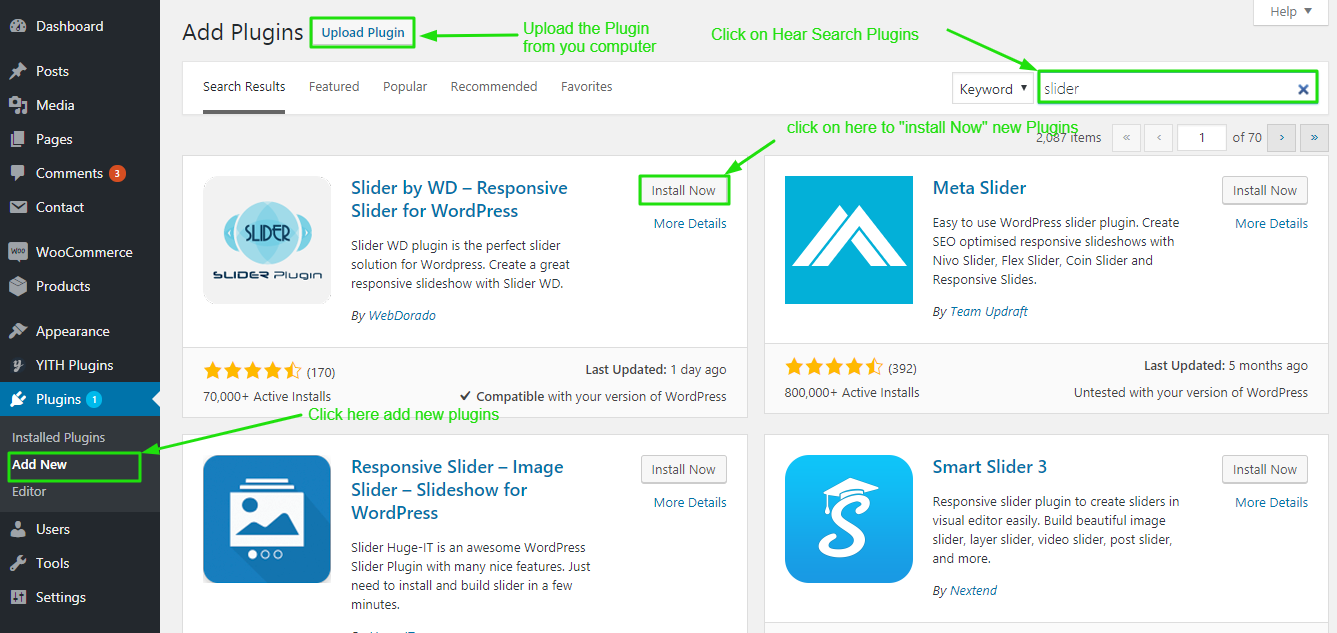 Dashboard
Posts
Media
Pages
Comments 3
Contact
WOO WooCommerce
Products
Appearance
YITH Plugins
Plugins 1
Installed Plugins
Add New
Editor
Users
Tools
Settings
Help ▼
Add Plugins Upload Plugin
Upload the Plugin
from you computer
Click on Hear Search Plugins
Search Results Featured Popular Recommended Favorites
Keyword ▼ slider ×
click on here to "install Now" new Plugins
2,087 items « ‹ 1 of 70 › »
SLIDER
SLIDER PLUGIN
Slider by WD – Responsive
Slider for WordPress
Install Now
More Details
Slider WD plugin is the perfect slider
solution for Wordpress. Create a great
responsive slideshow with Slider WD.
By WebDorado
(170)
Last Updated: 1 day ago
70,000+ Active Installs
✔ Compatible with your version of WordPress
Meta Slider
Install Now
More Details
Easy to use WordPress slider plugin. Create
SEO optimised responsive slideshows with
Nivo Slider, Flex Slider, Coin Slider and
Responsive Slides.
By Team Updraft
(392)
Last Updated: 5 months ago
800,000+ Active Installs
Untested with your version of WordPress
Click here add new plugins
Responsive Slider – Image
Slider – Slideshow for
WordPress
Install Now
More Details
Slider Huge-IT is an awesome WordPress
Slider Plugin with many nice features. Just
need to install and build slider in a few
minutes.
S
Smart Slider 3
Install Now
More Details
Responsive slider plugin to create sliders in
visual editor easily. Build beautiful image
slider, layer slider, video slider, post slider,
and more.
By Nextend